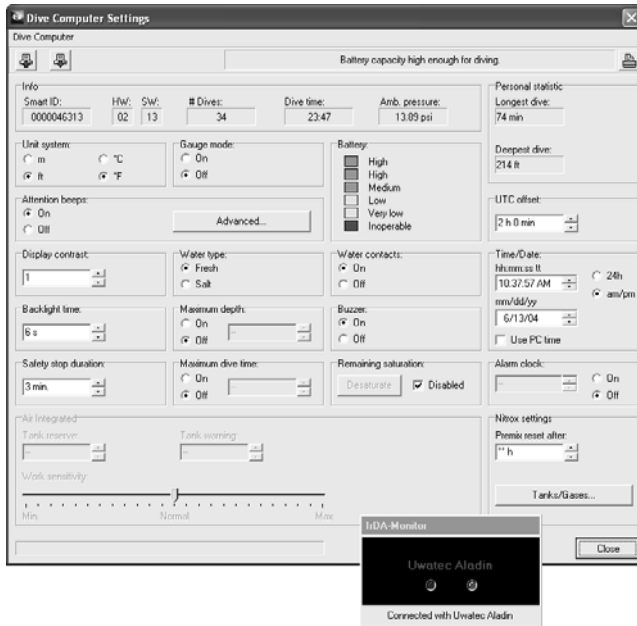 Dive Computer Settings
Dive Computer
Battery capacity high enough for diving.
Info
Smart ID: HW: SW: # Dives: Dive time: Amb. pressure:
0000046313 02 13 34 23:47 13.89 psi
Personal statistic
Longest dive:
74 min
Deepest dive:
214 ft
Unit system:
m °C
ft °F
Gauge mode:
On
Off
Battery:
High
High
Medium
Low
Very low
Inoperable
Attention beeps:
On
Off
Advanced...
UTC offset:
2 h 0 min
Display contrast:
1
Water type:
Fresh
Salt
Water contacts:
On
Off
Time/Date:
hh:mm:ss tt
10:37:57 AM
24h
am/pm
mm/dd/yy
6/13/04
Use PC time
Backlight time:
6 s
Maximum depth:
On
Off
--
Buzzer:
On
Off
Safety stop duration:
3 min.
Maximum dive time:
On
Off
--
Remaining saturation:
Desaturate Disabled
Alarm clock:
--
On
Off
Air Integrated
Tank reserve:
--
Tank warning:
--
Work sensitivity:
Min Normal Max
Nitrox settings
Premix reset after:
** h
Tanks/Gases...
Close
IrDA-Monitor
Uwatec Aladin
Connected with Uwatec Aladin